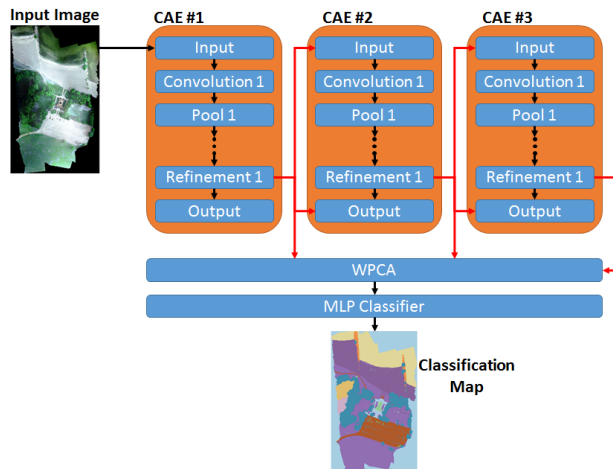 Input Image
CAE #1
CAE #2
CAE #3
Input
Input
Input
Convolution 1
Convolution 1
Convolution 1
Pool 1
Pool 1
Pool 1
Refinement 1
Refinement 1
Refinement 1
Output
Output
Output
WPCA
MLP Classifier
Classification
Map